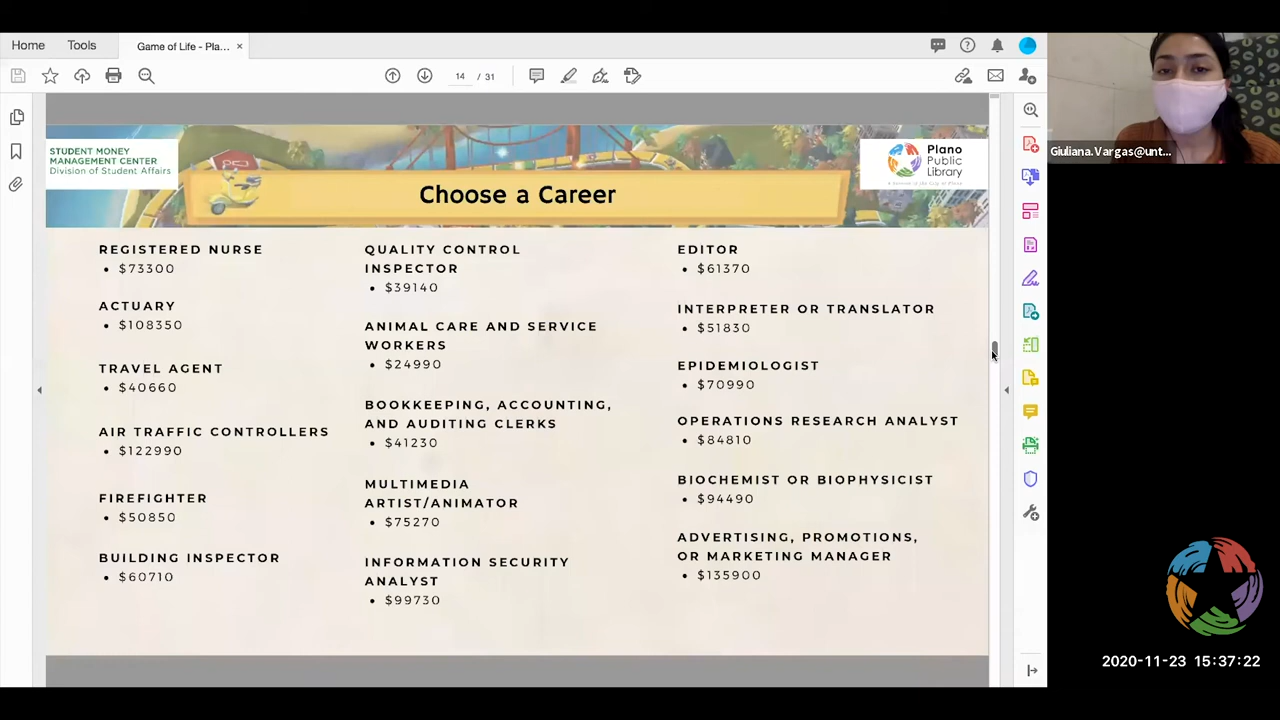 Home
Tools
Game of Life - Pla...
14 / 31
STUDENT MONEY
MANAGEMENT CENTER
Division of Student Affairs
Plano
Public
Library
Choose a Career
REGISTERED NURSE
• $73300
ACTUARY
• $108350
TRAVEL AGENT
• $40660
AIR TRAFFIC CONTROLLERS
• $122990
FIREFIGHTER
• $50850
BUILDING INSPECTOR
• $60710
QUALITY CONTROL
INSPECTOR
• $39140
ANIMAL CARE AND SERVICE
WORKERS
• $24990
BOOKKEEPING, ACCOUNTING,
AND AUDITING CLERKS
• $41230
MULTIMEDIA
ARTIST/ANIMATOR
• $75270
INFORMATION SECURITY
ANALYST
• $99730
EDITOR
• $61370
INTERPRETER OR TRANSLATOR
• $51830
EPIDEMIOLOGIST
• $70990
OPERATIONS RESEARCH ANALYST
• $84810
BIOCHEMIST OR BIOPHYSICIST
• $94490
ADVERTISING, PROMOTIONS,
OR MARKETING MANAGER
• $135900
Giuliana.Vargas@unt...
2020-11-23 15:37:22